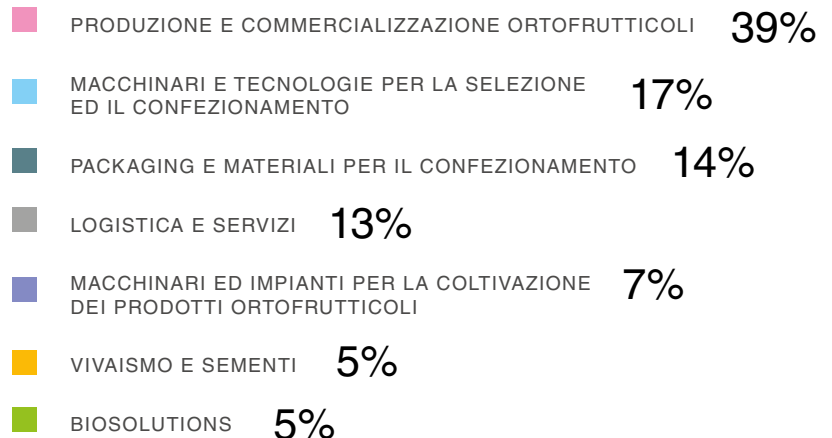 PRODUZIONE E COMMERCIALIZZAZIONE ORTOFRUTTICOLI 39%
MACCHINARI E TECNOLOGIE PER LA SELEZIONE
ED IL CONFEZIONAMENTO 17%
PACKAGING E MATERIALI PER IL CONFEZIONAMENTO 14%
LOGISTICA E SERVIZI 13%
MACCHINARI ED IMPIANTI PER LA COLTIVAZIONE
DEI PRODOTTI ORTOFRUTTICOLI 7%
VIVAISMO E SEMENTI 5%
BIOSOLUTIONS 5%